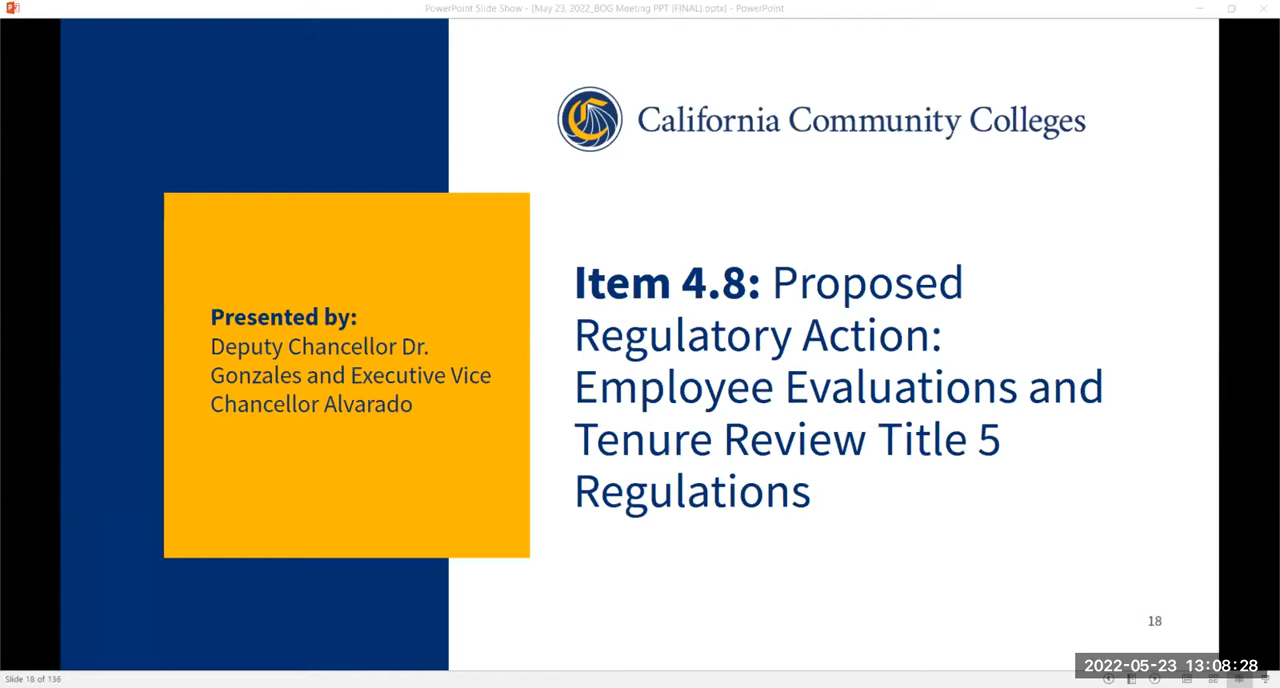 PowerPoint Slide Show - [May 23, 2022_BOG Meeting PPT (FINAL).pptx] - PowerPoint
California Community Colleges
Presented by:
Deputy Chancellor Dr.
Gonzales and Executive Vice
Chancellor Alvarado
Item 4.8: Proposed
Regulatory Action:
Employee Evaluations and
Tenure Review Title 5
Regulations
18
2022-05-23 13:08:28
Slide 18 of 136